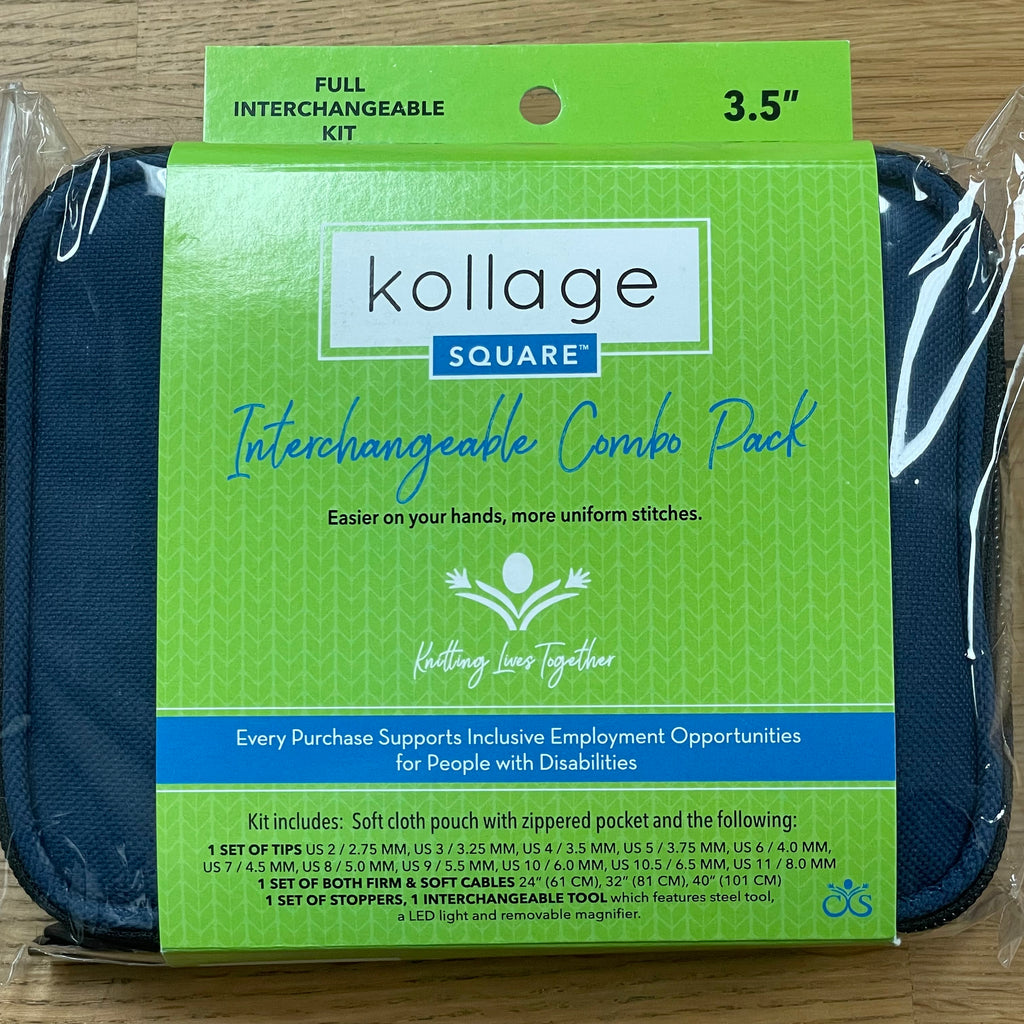 FULL
INTERCHANGEABLE
KIT
3.5"
kollage
SQUARE™
Interchangeable Combo Pack
Easier on your hands, more uniform stitches.
Knitting Lives Together
Every Purchase Supports Inclusive Employment Opportunities
for People with Disabilities
Kit includes: Soft cloth pouch with zippered pocket and the following:
1 SET OF TIPS US 2 / 2.75 MM, US 3 / 3.25 MM, US 4 / 3.5 MM, US 5 / 3.75 MM, US 6 / 4.0 MM,
US 7 / 4.5 MM, US 8 / 5.0 MM, US 9 / 5.5 MM, US 10 / 6.0 MM, US 10.5 / 6.5 MM, US 11 / 8.0 MM
1 SET OF BOTH FIRM & SOFT CABLES 24" (61 CM), 32" (81 CM), 40" (101 CM)
1 SET OF STOPPERS, 1 INTERCHANGEABLE TOOL which features steel tool,
a LED light and removable magnifier.